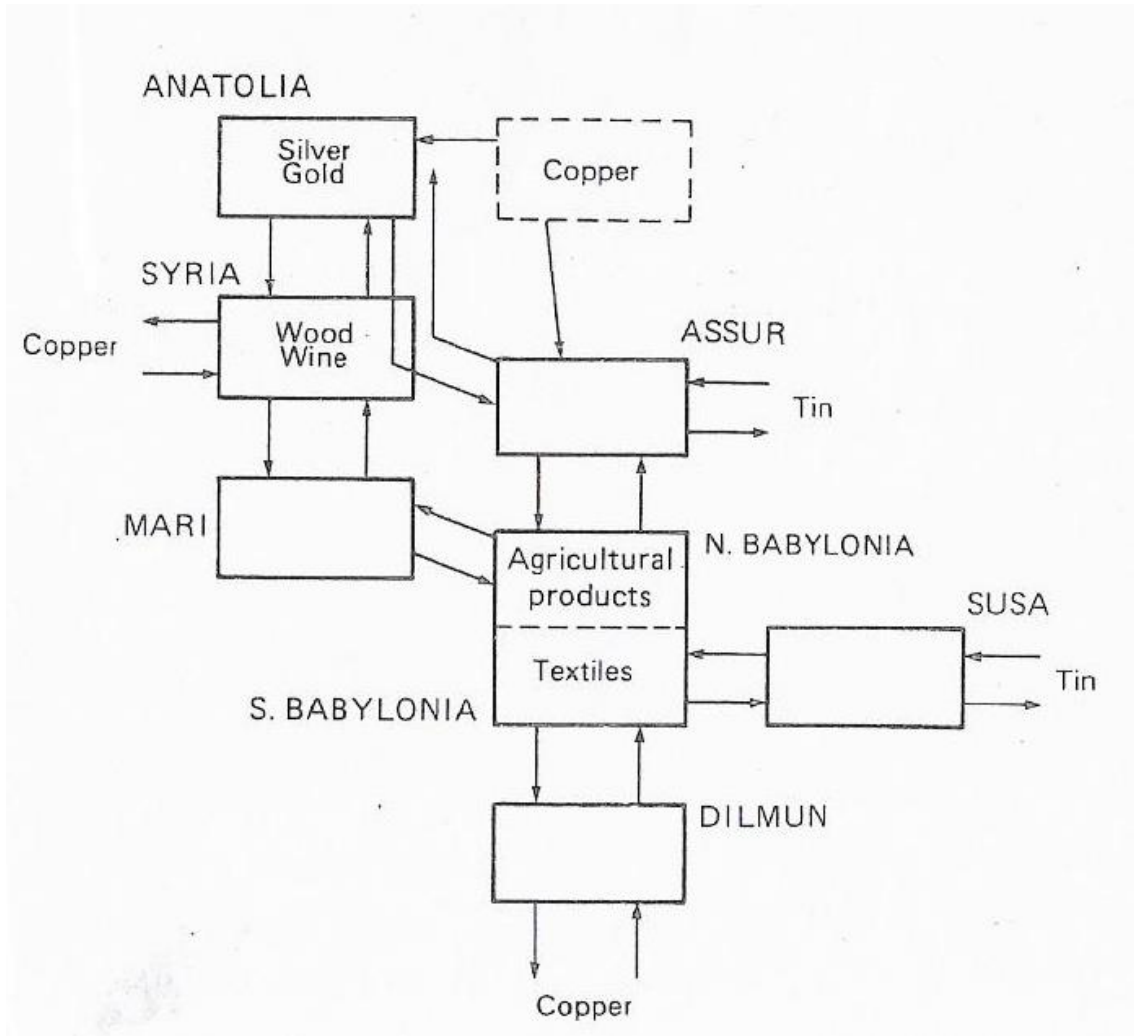 ANATOLIA
Silver
Gold
Copper
SYRIA
Copper
Wood
Wine
ASSUR
Tin
MARI
Agricultural
products
N. BABYLONIA
SUSA
Textiles
Tin
S. BABYLONIA
DILMUN
Copper